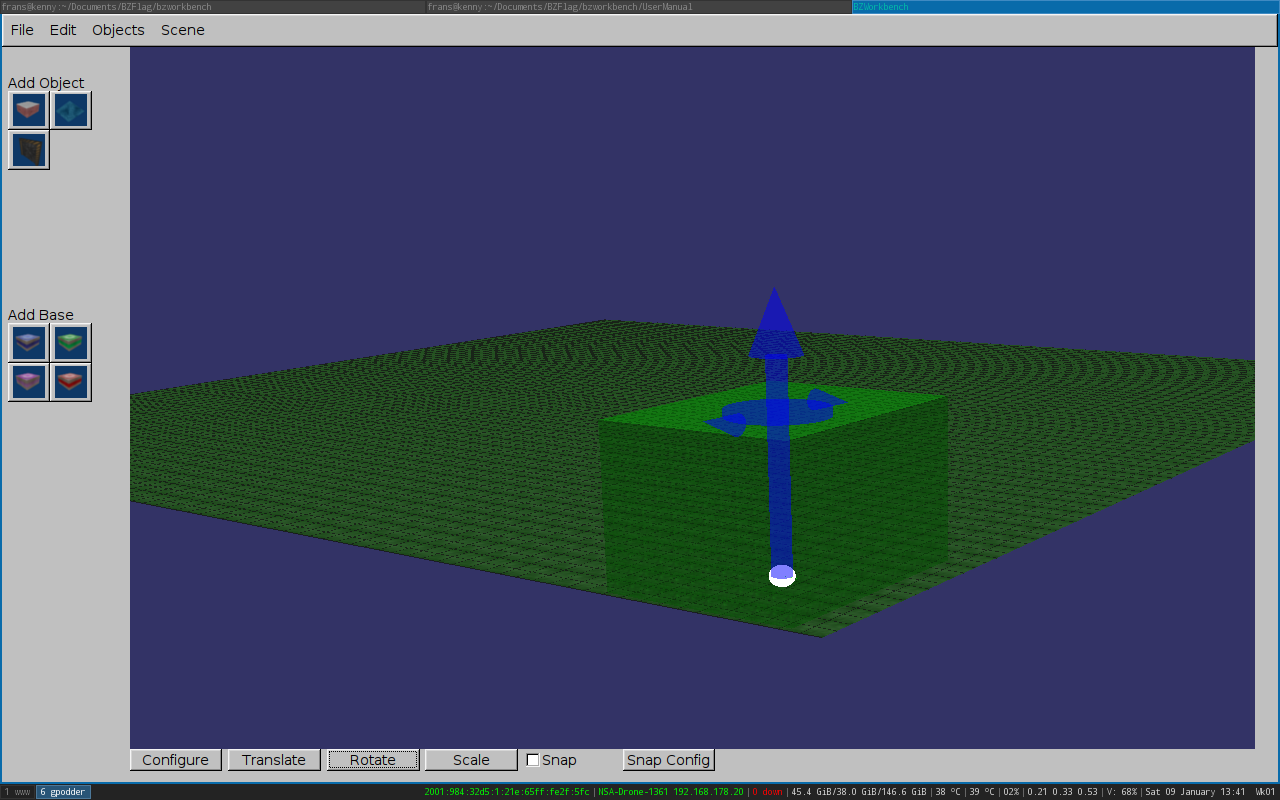 frans@kenny:~/Documents/BZFlag/bzworkbench frans@kenny:~/Documents/BZFlag/bzworkbench/UserManual BZWorkbench
File Edit Objects Scene
Add Object
Add Base
Configure Translate Rotate Scale Snap Snap Config
1 www 6 gpodder 2001:984:32d5:1:21e:65ff:fe2f:5fc|NSA-Drone-1361 192.168.178.20|0 down|45.4 GiB/38.0 GiB/146.6 GiB|38 ºC|39 ºC|02%|0.21 0.33 0.53|V: 68%|Sat 09 January 13:41 Wk01